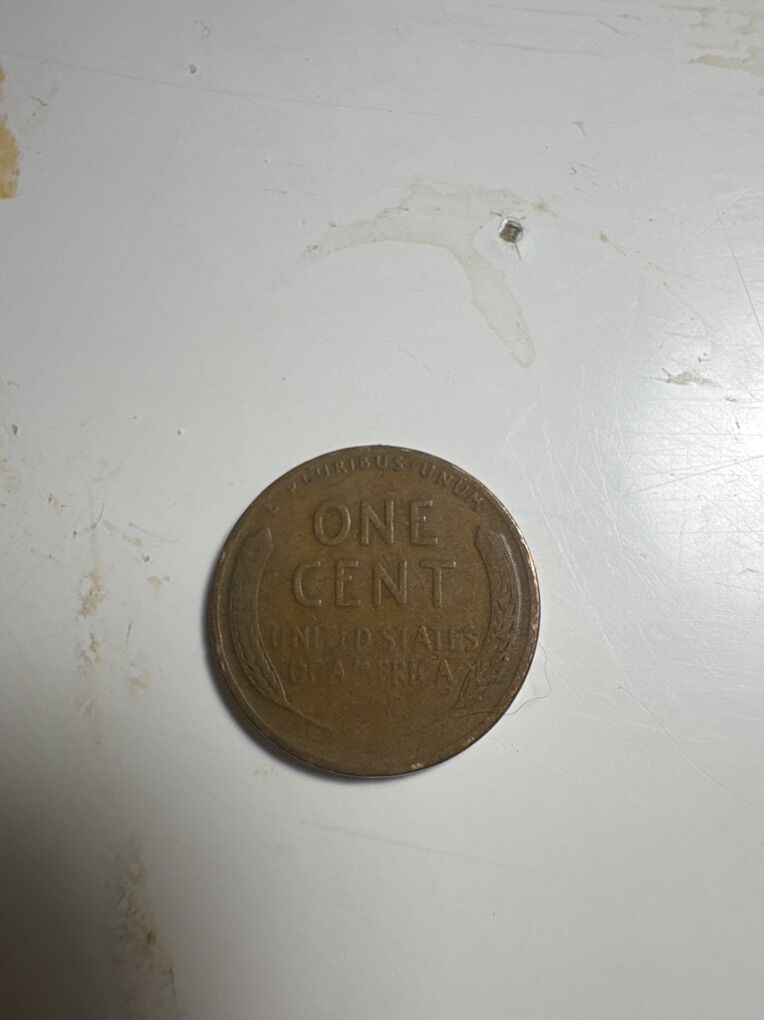 E PLURIBUS · UNUM
ONE
CENT
UNITED STATES
OF AMERICA